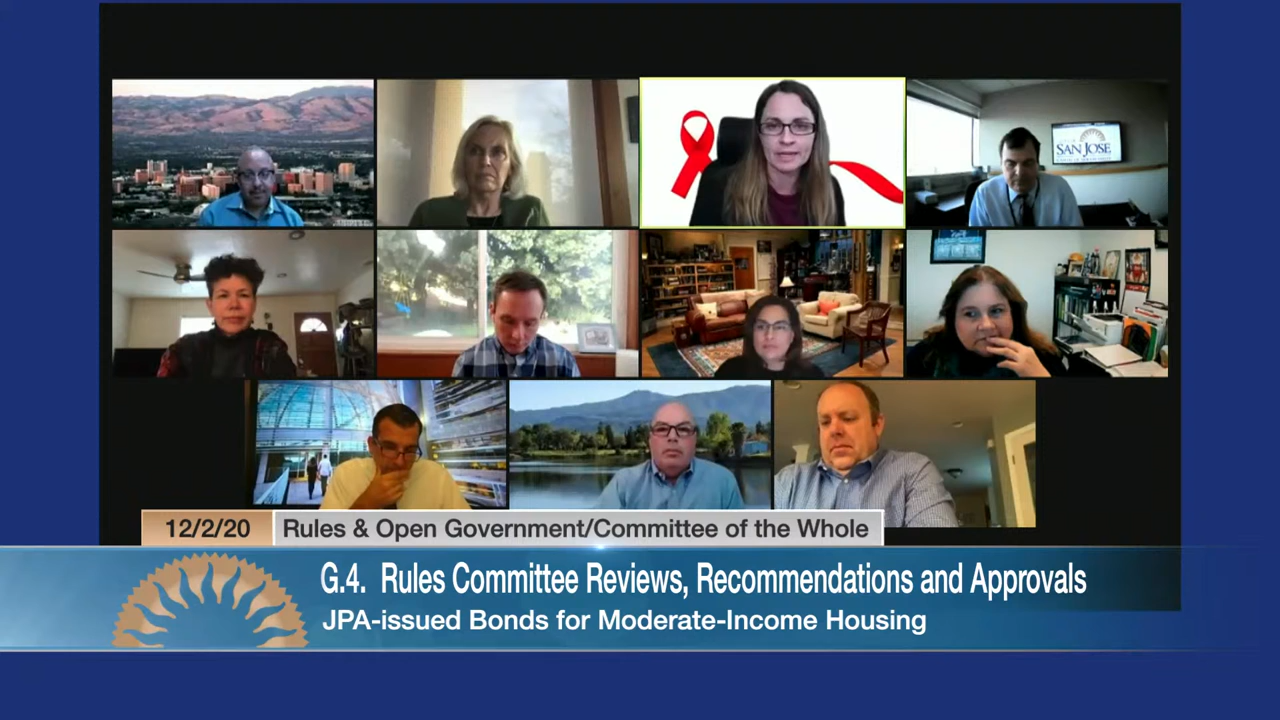 SAN JOSE
12/2/20
Rules & Open Government/Committee of the Whole
G.4. Rules Committee Reviews, Recommendations and Approvals
JPA-issued Bonds for Moderate-Income Housing